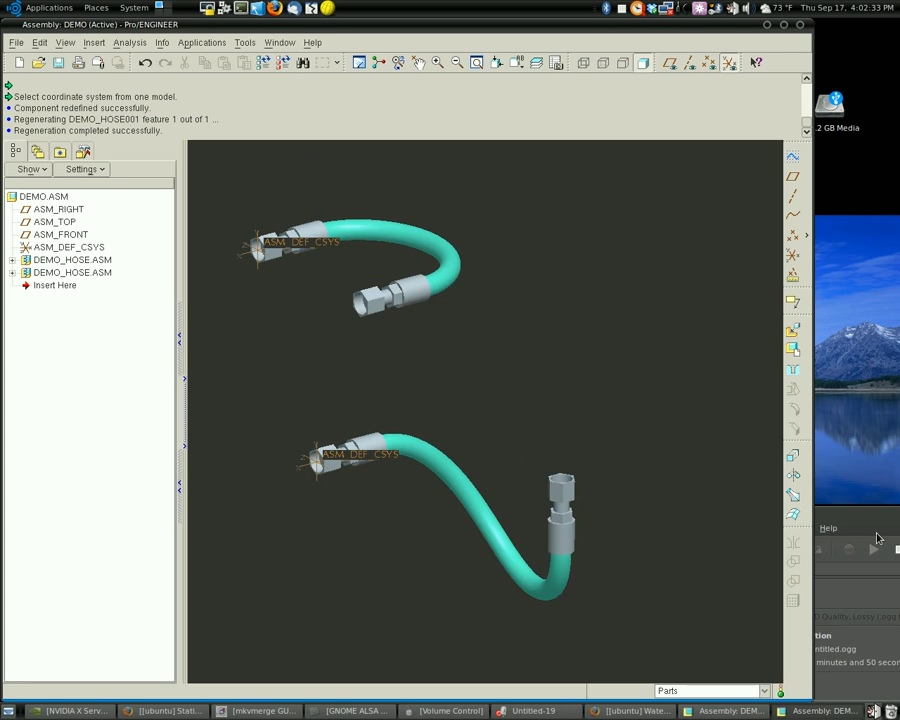 Applications Places System 73 °F Thu Sep 17, 4:02:33 PM
Assembly: DEMO (Active) - Pro/ENGINEER
File Edit View Insert Analysis Info Applications Tools Window Help
Select coordinate system from one model.
Component redefined successfully.
Regenerating DEMO_HOSE001 feature 1 out of 1 ...
Regeneration completed successfully.
.2 GB Media
Show Settings
DEMO.ASM
ASM_RIGHT
ASM_TOP
ASM_FRONT
ASM_DEF_CSYS
DEMO_HOSE.ASM
DEMO_HOSE.ASM
Insert Here
ASM_DEF_CSYS
ASM_DEF_CSYS
Help
D Quality, Lossy (.ogg
tion
ntitled.ogg
minutes and 50 secon
Parts
[NVIDIA X Serv... [[ubuntu] Stati... [mkvmerge GU... [GNOME ALSA ... [Volume Control] Untitled-19 [[ubuntu] Wate... Assembly: DEM... Assembly: DEM...